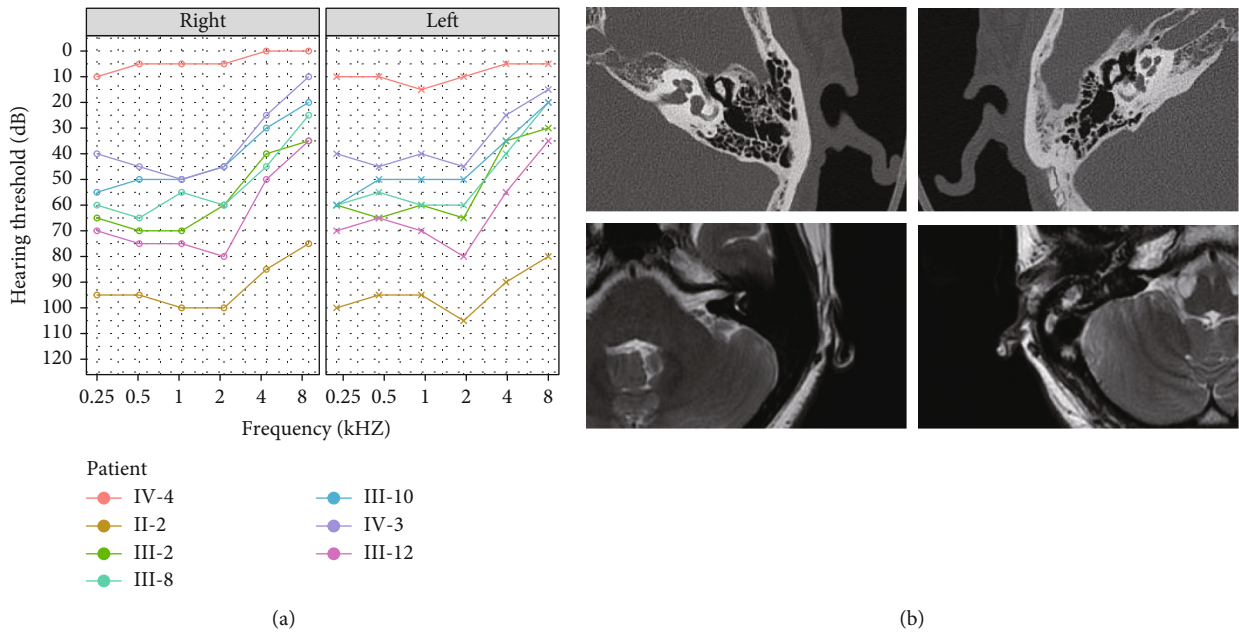 Right Left
Hearing threshold (dB)
0
10
20
30
40
50
60
70
80
90
100
110
120
0.25 0.5 1 2 4 8 0.25 0.5 1 2 4 8
Frequency (kHZ)
Patient
IV-4 III-10
II-2 IV-3
III-2 III-12
III-8
(a) (b)